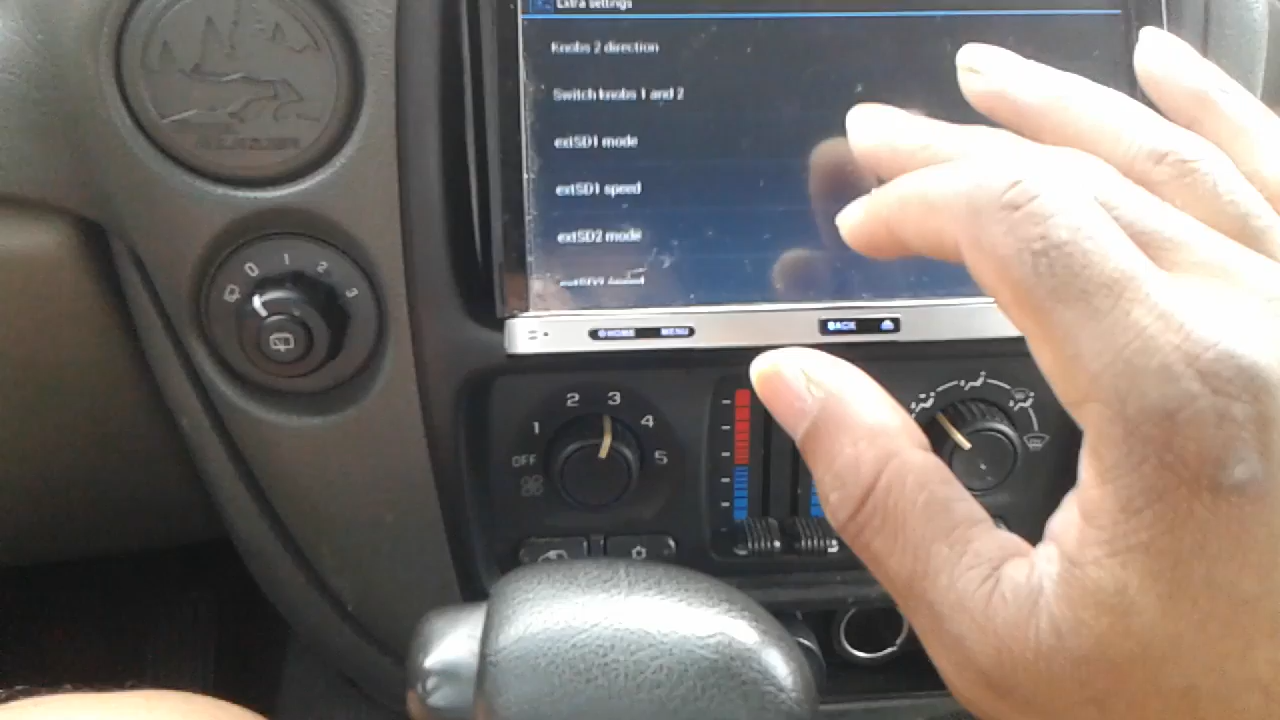 Extra settings
Knobs 2 direction
Switch knobs 1 and 2
extSD1 mode
extSD1 speed
extSD2 mode
HOME MENU
BACK
0 1 2 3
OFF 1 2 3 4 5